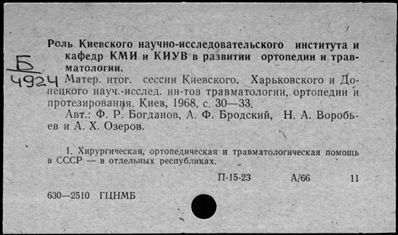 Роль Киевского научно-исследовательского института и
кафедр КМИ и КИУВ в развитии ортопедии и трав-
матологии.
Б
4924
Матер. итог. сессии Киевского, Харьковского и До-
нецкого науч.-исслед. ин-тов травматологии, ортопедии и
протезирования. Киев, 1968, с. 30—33.
Авт.: Ф. Р. Богданов, А. Ф. Бродский, Н. А. Воробь-
ев и А. Х. Озеров.
1. Хирургическая, ортопедическая и травматологическая помощь
в СССР — в отдельных республиках.
П-15-23 А/66 11
630—2510 ГЦНМБ